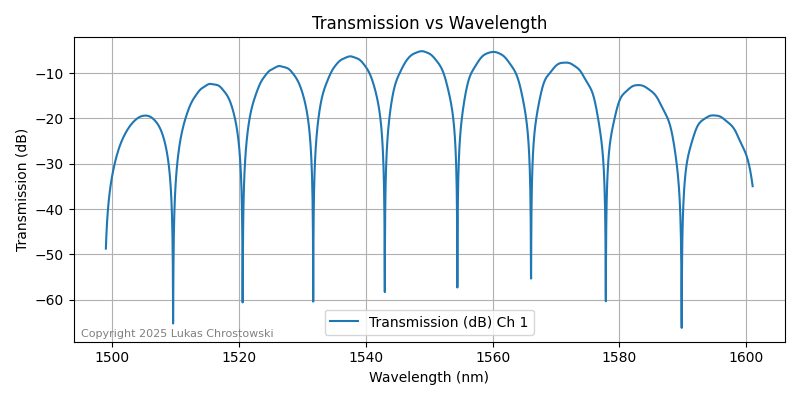 Transmission vs Wavelength
Transmission (dB)
−10
−20
−30
−40
−50
−60
Transmission (dB) Ch 1
Copyright 2025 Lukas Chrostowski
1500 1520 1540 1560 1580 1600
Wavelength (nm)